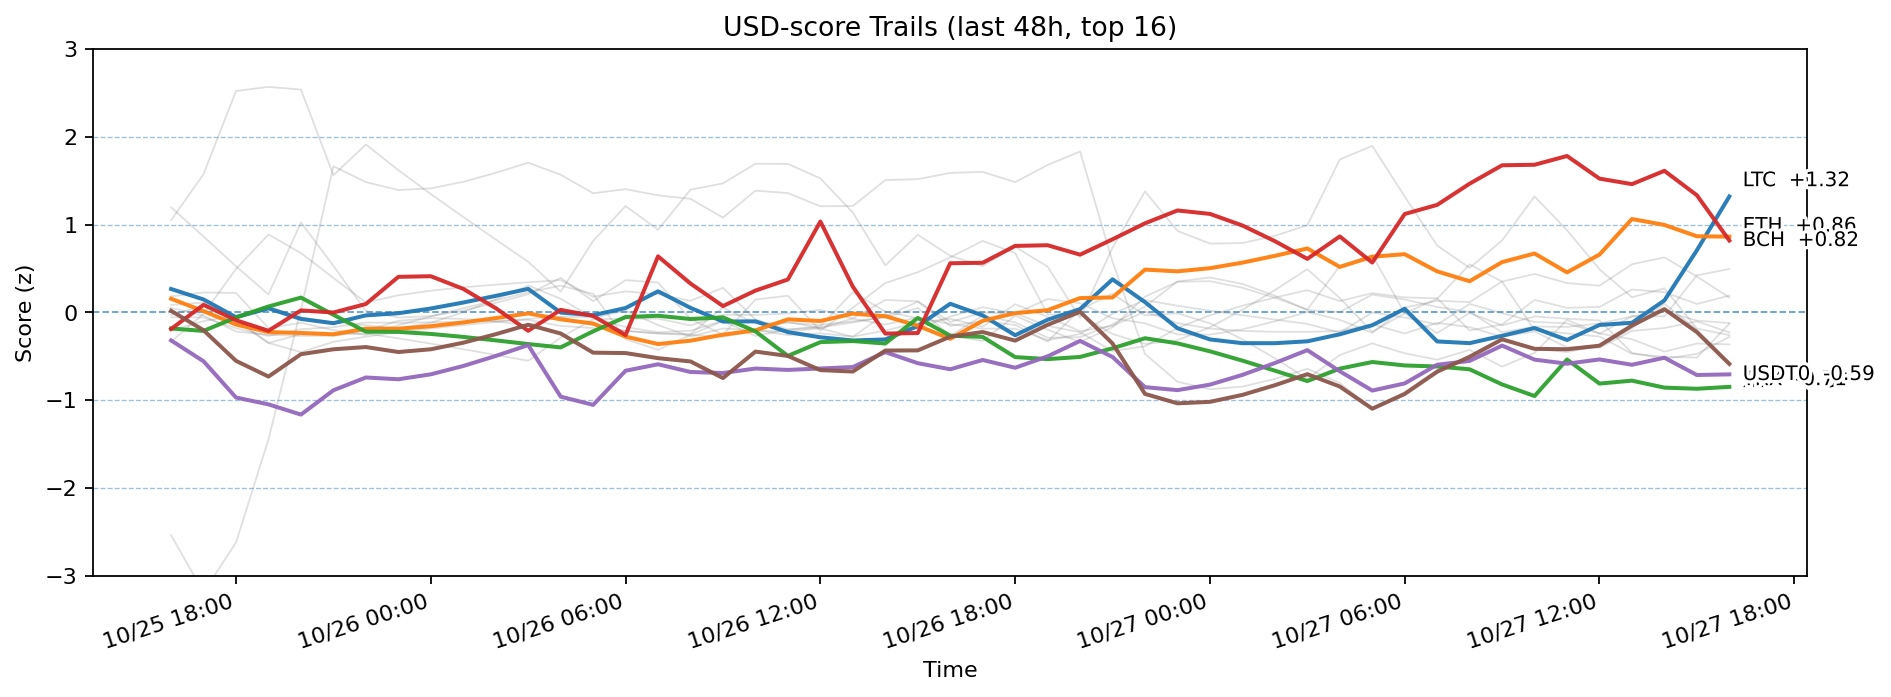 USD-score Trails (last 48h, top 16)
3
2
1
0
−1
−2
−3
Score (z)
LTC +1.32
ETH +0.86
BCH +0.82
USDT0 -0.59
10/25 18:00
10/26 00:00
10/26 06:00
10/26 12:00
10/26 18:00
10/27 00:00
10/27 06:00
10/27 12:00
10/27 18:00
Time